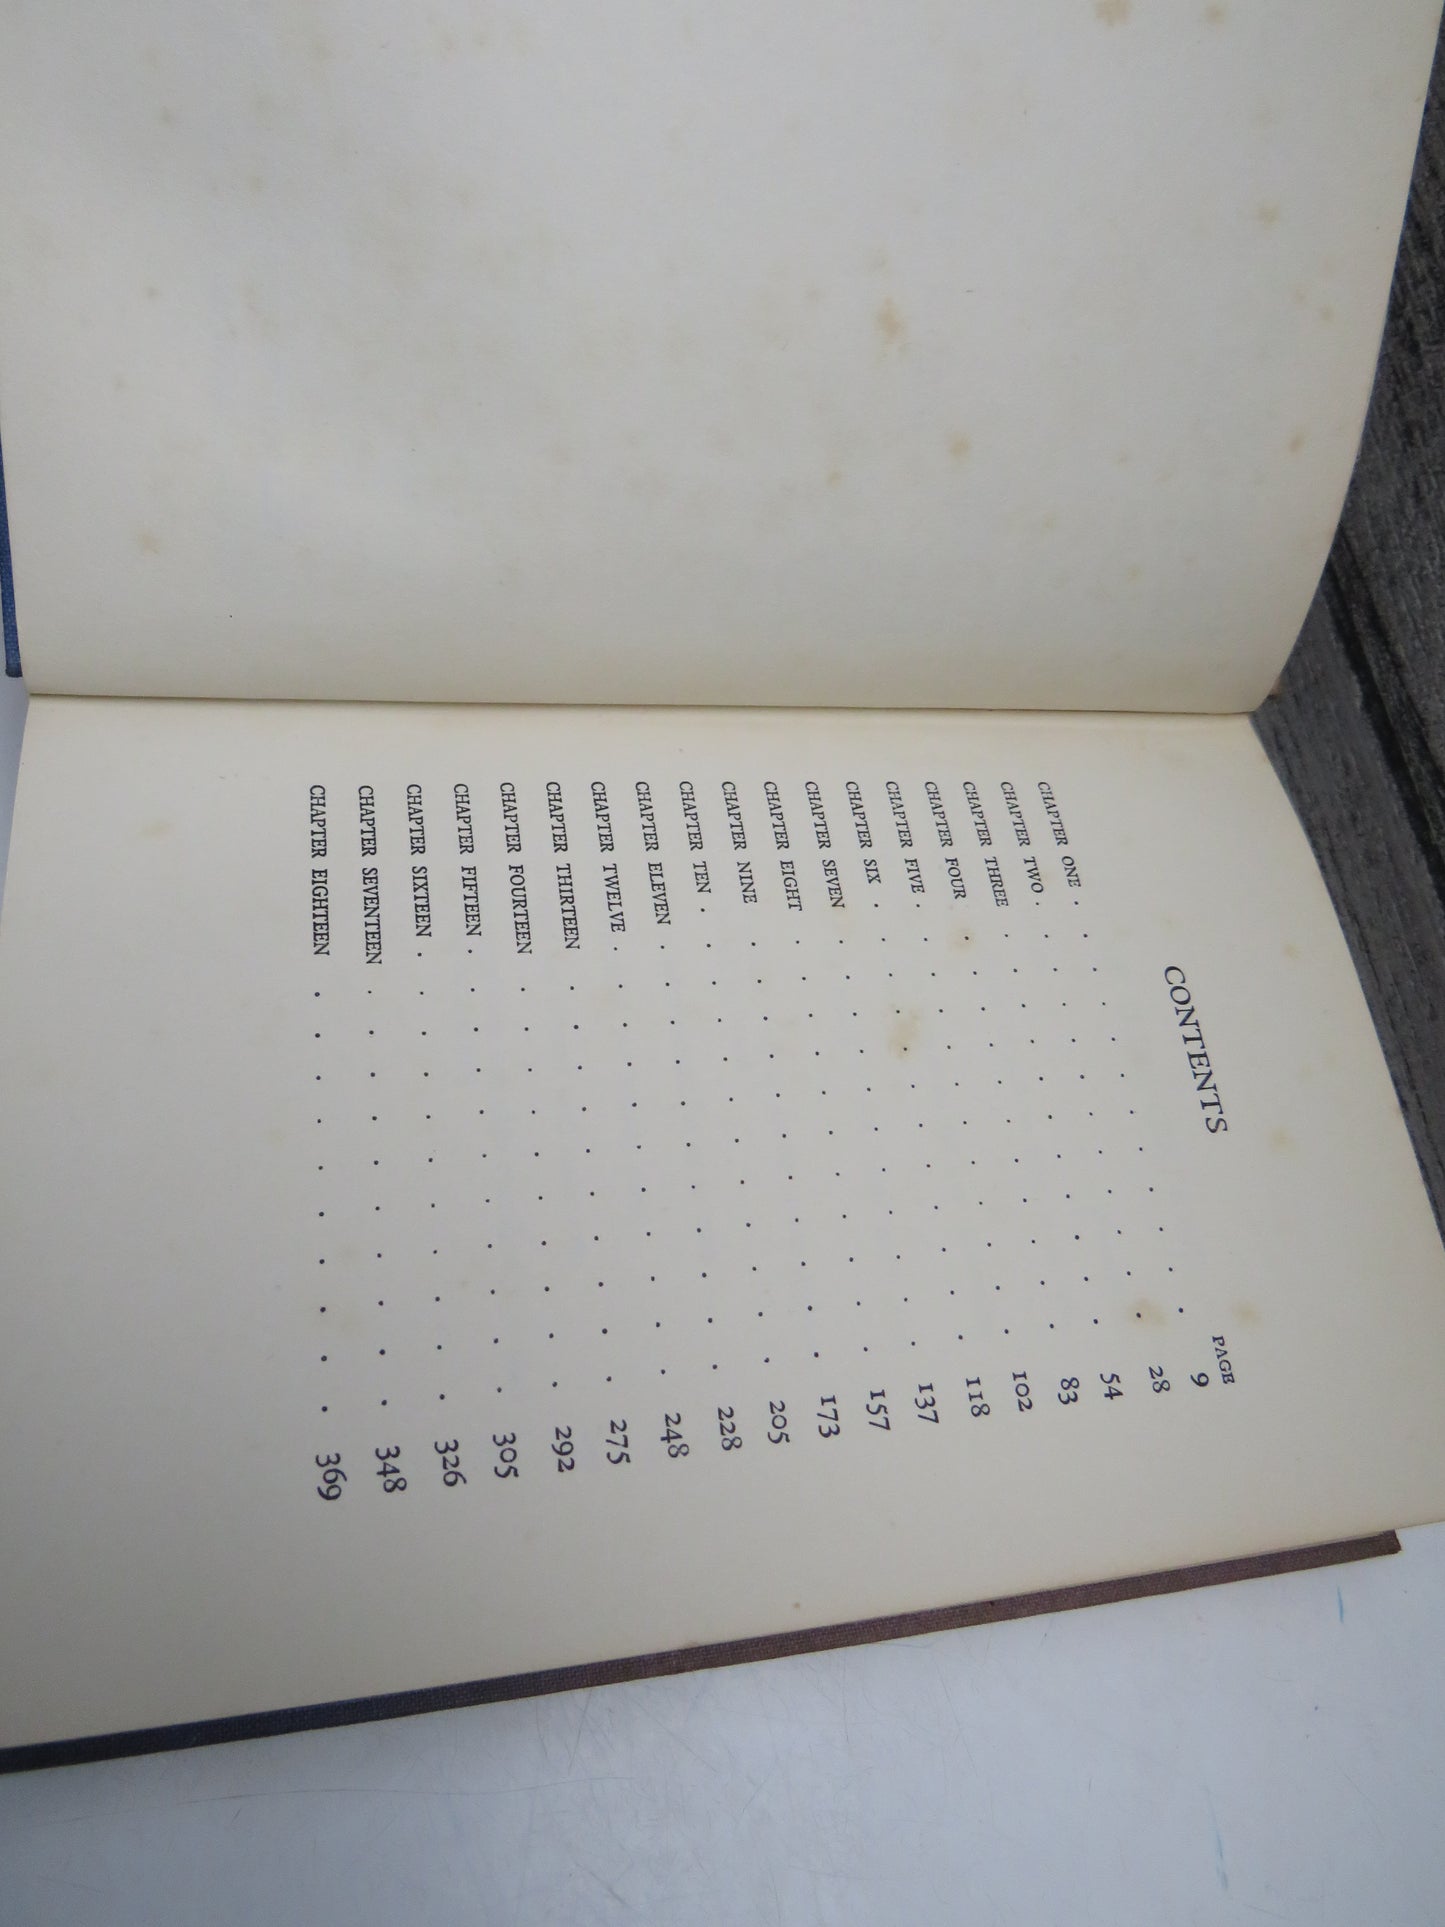 CONTENTS
PAGE
CHAPTER ONE . . . . . . . . . . . . 9
CHAPTER TWO . . . . . . . . . . . . 28
CHAPTER THREE . . . . . . . . . . . 54
CHAPTER FOUR . . . . . . . . . . . 83
CHAPTER FIVE . . . . . . . . . . . . 102
CHAPTER SIX . . . . . . . . . . . . 118
CHAPTER SEVEN . . . . . . . . . . . 137
CHAPTER EIGHT . . . . . . . . . . . 157
CHAPTER NINE . . . . . . . . . . . 173
CHAPTER TEN . . . . . . . . . . . . 205
CHAPTER ELEVEN . . . . . . . . . . . 228
CHAPTER TWELVE . . . . . . . . . . . 248
CHAPTER THIRTEEN . . . . . . . . . . 275
CHAPTER FOURTEEN . . . . . . . . . . 292
CHAPTER FIFTEEN . . . . . . . . . . . 305
CHAPTER SIXTEEN . . . . . . . . . . . 326
CHAPTER SEVENTEEN . . . . . . . . . . 348
CHAPTER EIGHTEEN . . . . . . . . . . 369